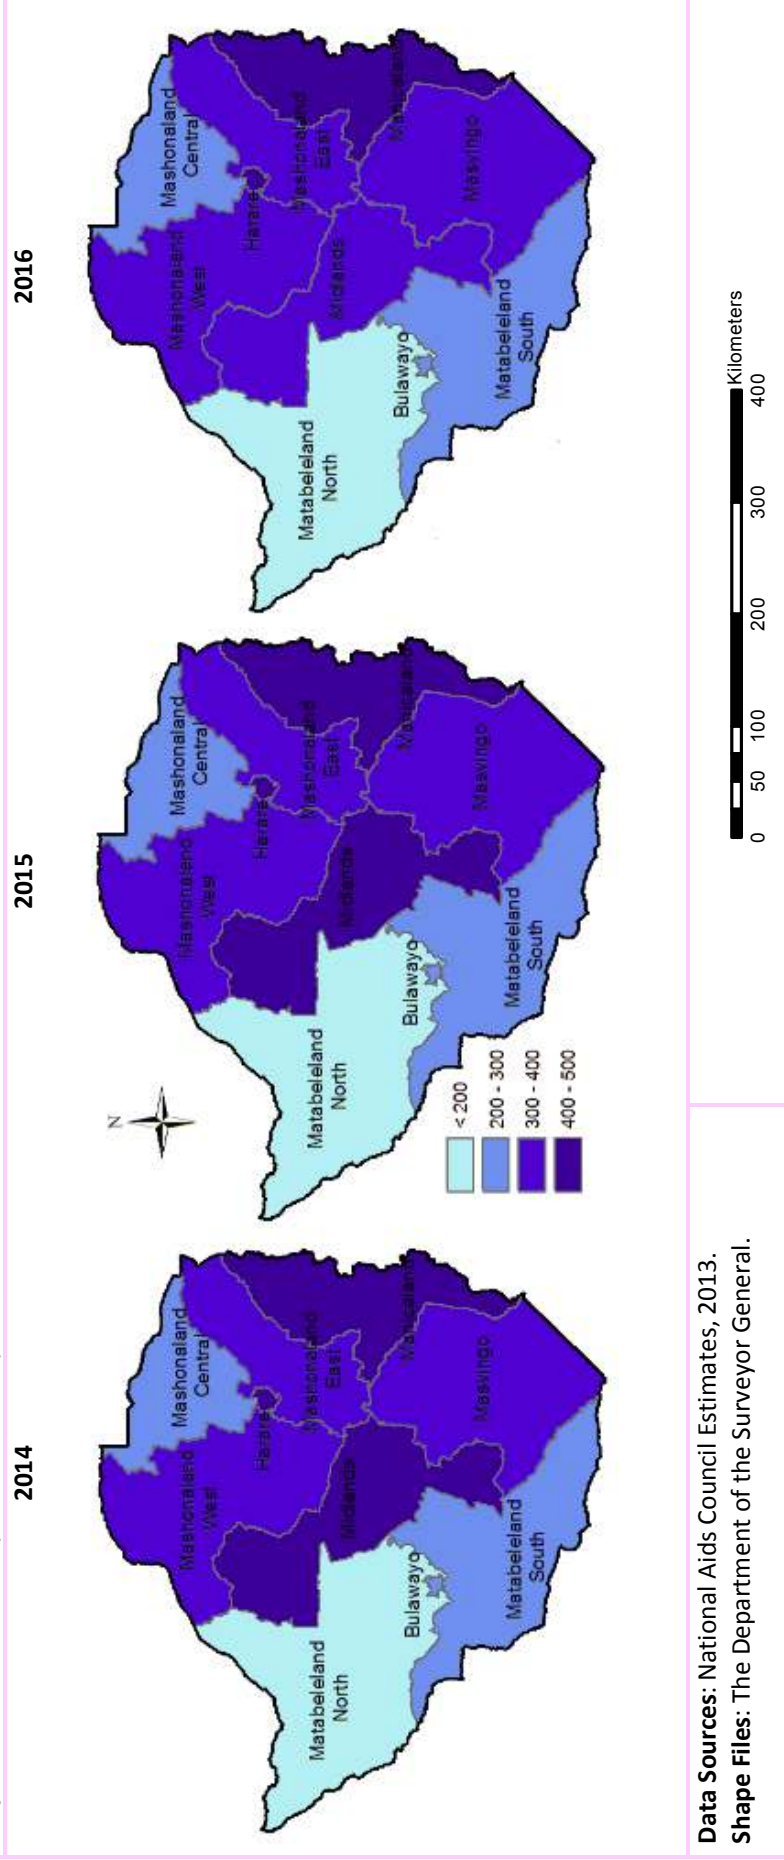 2014
2015
2016
Mashonaland
Central
Mashonaland
West
Harare
Mashonaland
East
Manicaland
Midlands
Masvingo
Matabeleland
North
Bulawayo
Matabeleland
South
N
Mashonaland
Central
Mashonaland
West
Harare
Mashonaland
East
Manicaland
Midlands
Masvingo
Matabeleland
North
Bulawayo
Matabeleland
South
< 200
200 - 300
300 - 400
400 - 500
Mashonaland
Central
Mashonaland
West
Harare
Mashonaland
East
Manicaland
Midlands
Masvingo
Matabeleland
North
Bulawayo
Matabeleland
South
Data Sources: National Aids Council Estimates, 2013.
Shape Files: The Department of the Surveyor General.
Kilometers
0 50 100 200 300 400